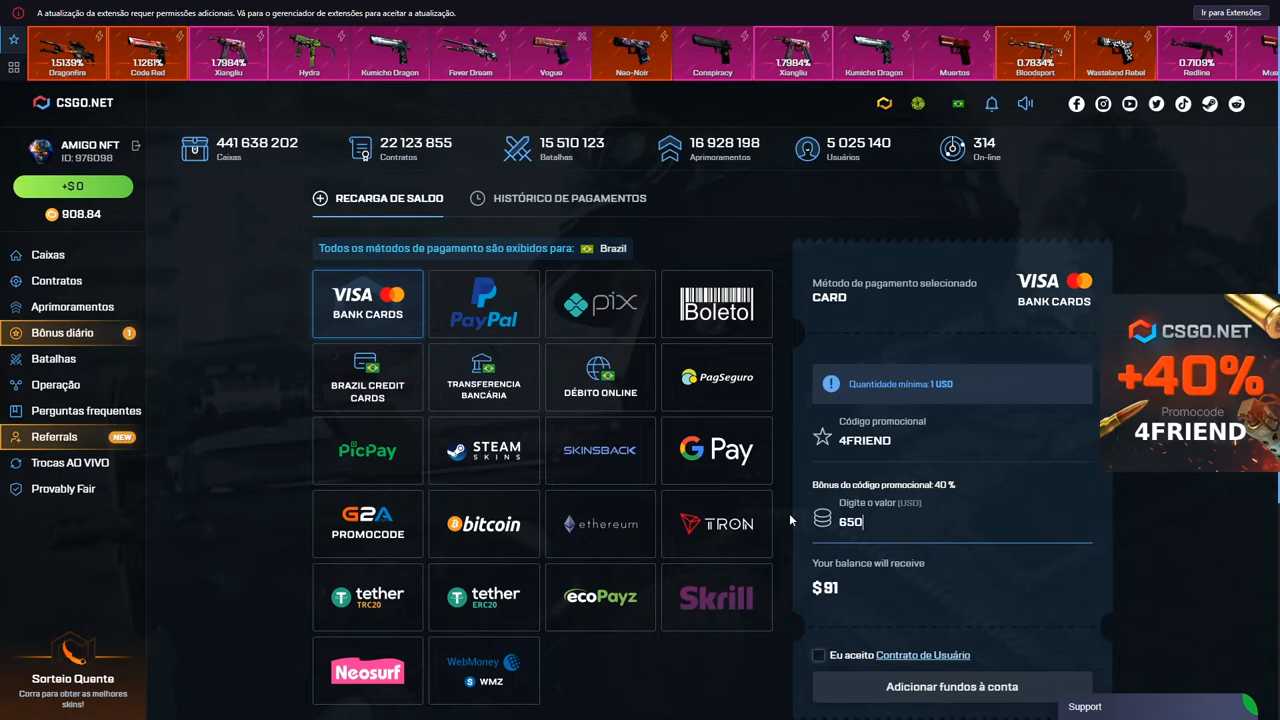 A atualização da extensão requer permissões adicionais. Vá para o gerenciador de extensões para aceitar a atualização.
Ir para Extensões
1.5139%
Dragonfire
1.1261%
Code Red
1.7984%
Xiangliu
Hydra
Kumicho Dragon
Fever Dream
Vogue
Neo-Noir
Conspiracy
1.7984%
Xiangliu
Kumicho Dragon
Muertos
0.7834%
Bloodsport
Wasteland Rebel
0.7109%
Redline
CSGO.NET
AMIGO NFT
ID: 976098
+$ 0
908.84
441 638 202
Caixas
22 123 855
Contratos
15 510 123
Batalhas
16 928 198
Aprimoramentos
5 025 140
Usuários
314
On-line
Caixas
Contratos
Aprimoramentos
Bônus diário
1
Batalhas
Operação
Perguntas frequentes
Referrals
NEW
Trocas AO VIVO
Provably Fair
Sorteio Quente
Corra para obter as melhores
skins!
RECARGA DE SALDO
HISTÓRICO DE PAGAMENTOS
Todos os métodos de pagamento são exibidos para:
Brazil
VISA
BANK CARDS
PayPal
pix
Boleto
BRAZIL CREDIT
CARDS
TRANSFERENCIA
BANCÁRIA
DÉBITO ONLINE
PagSeguro
PicPay
STEAM
SKINS
SKINSBACK
G Pay
G2A
PROMOCODE
bitcoin
ethereum
TRON
tether
TRC20
tether
ERC20
ecoPayz
Skrill
Neosurf
WebMoney
WMZ
Método de pagamento selecionado
CARD
VISA
BANK CARDS
Quantidade mínima: 1 USD
Código promocional
4FRIEND
Bônus do código promocional: 40 %
Digite o valor (USD)
650
Your balance will receive
$91
Eu aceito Contrato de Usuário
Adicionar fundos à conta
CSGO.NET
+40%
Promocode
4FRIEND
Support